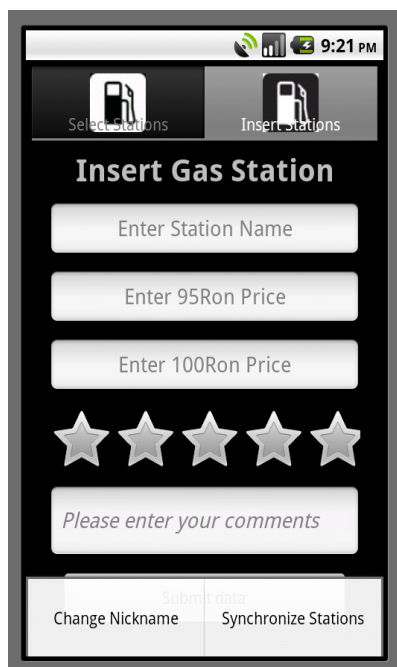 9:21 PM
Select Stations
Insert Stations
Insert Gas Station
Enter Station Name
Enter 95Ron Price
Enter 100Ron Price
Please enter your comments
Submit data
Change Nickname
Synchronize Stations